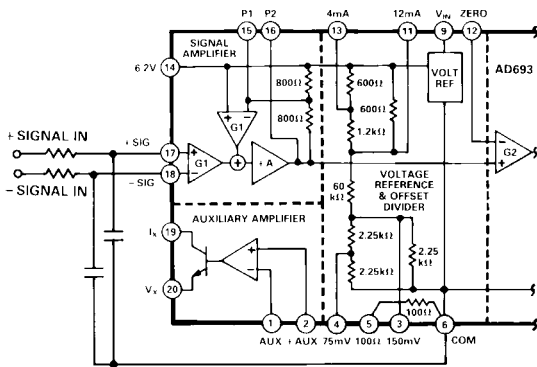 P1 P2 4mA 12mA VIN ZERO
15 16 13 11 9 12
SIGNAL AMPLIFIER
AD693
6.2V 14
800Ω 600Ω VOLT REF
600Ω
800Ω 1.2kΩ
+ SIGNAL IN +SIG 17 + − G1 + − G1 + +A − + G2
− SIGNAL IN −SIG 18
60 kΩ VOLTAGE REFERENCE & OFFSET DIVIDER
AUXILIARY AMPLIFIER
IX 19 + −
2.25kΩ 2.25 kΩ
VX 20 2.25kΩ
100Ω
1 2 4 5 3 6
AUX + AUX 75mV 100Ω 150mV COM